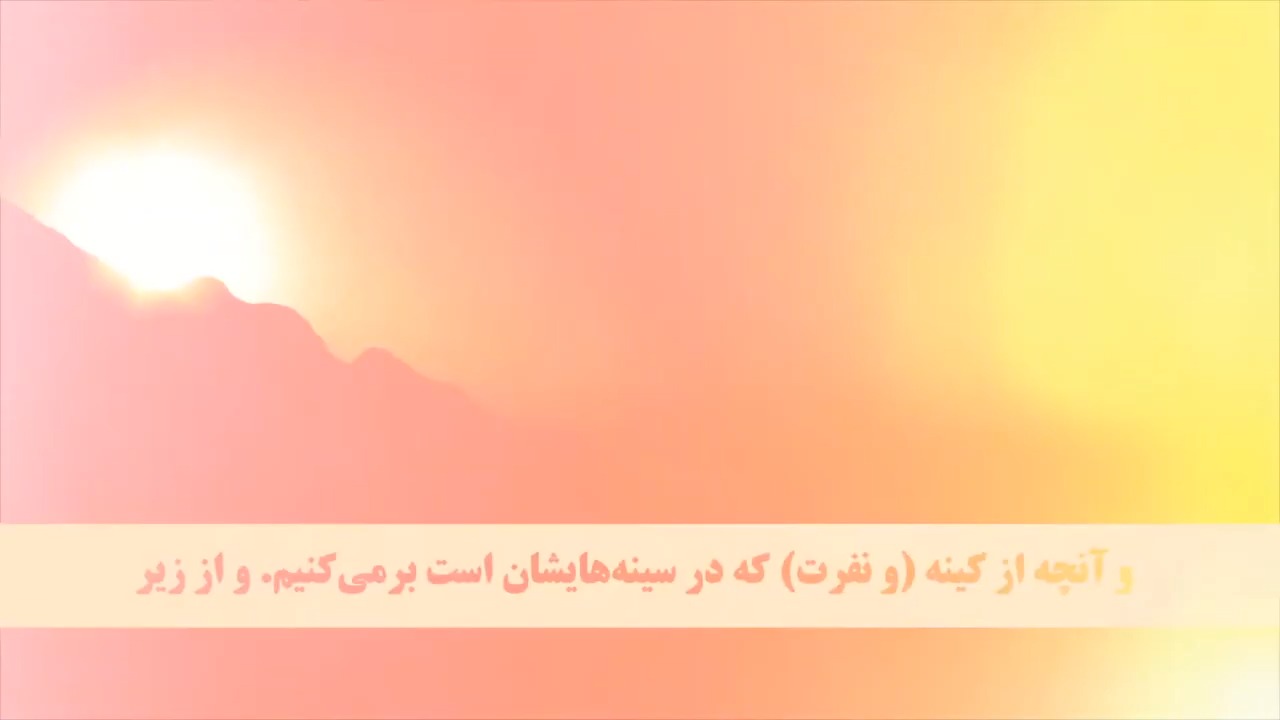 و آنچه از کینه (و نفرت) که در سینه‌هایشان است برمی‌کنیم. و از زیر